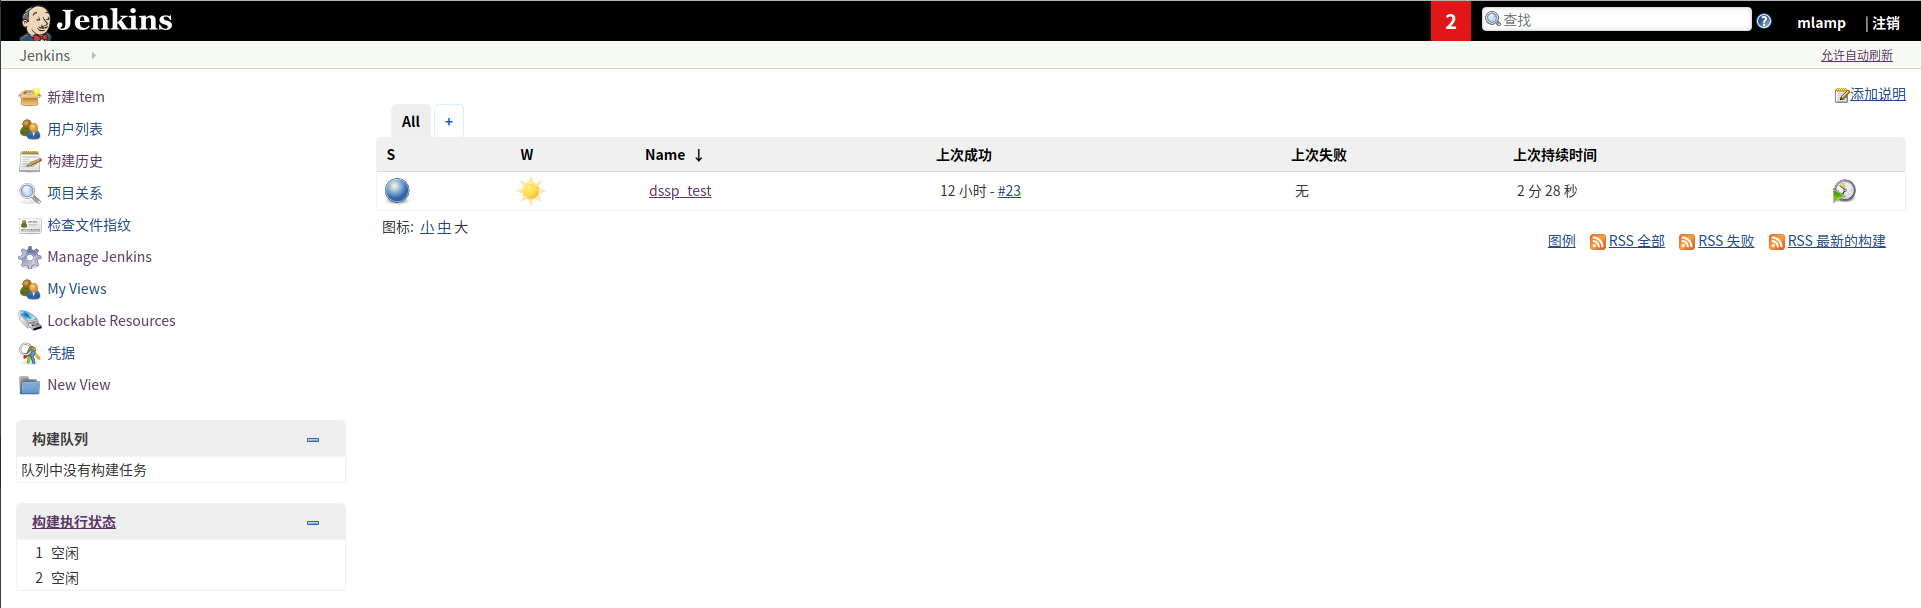 Jenkins
2
查找
mlamp
| 注销
Jenkins
允许自动刷新
新建Item
用户列表
构建历史
项目关系
检查文件指纹
Manage Jenkins
My Views
Lockable Resources
凭据
New View
构建队列
队列中没有构建任务
构建执行状态
1 空闲
2 空闲
添加说明
All +
S W Name ↓ 上次成功 上次失败 上次持续时间
dssp_test 12 小时 - #23 无 2 分 28 秒
图标: 小 中 大
图例 RSS 全部 RSS 失败 RSS 最新的构建